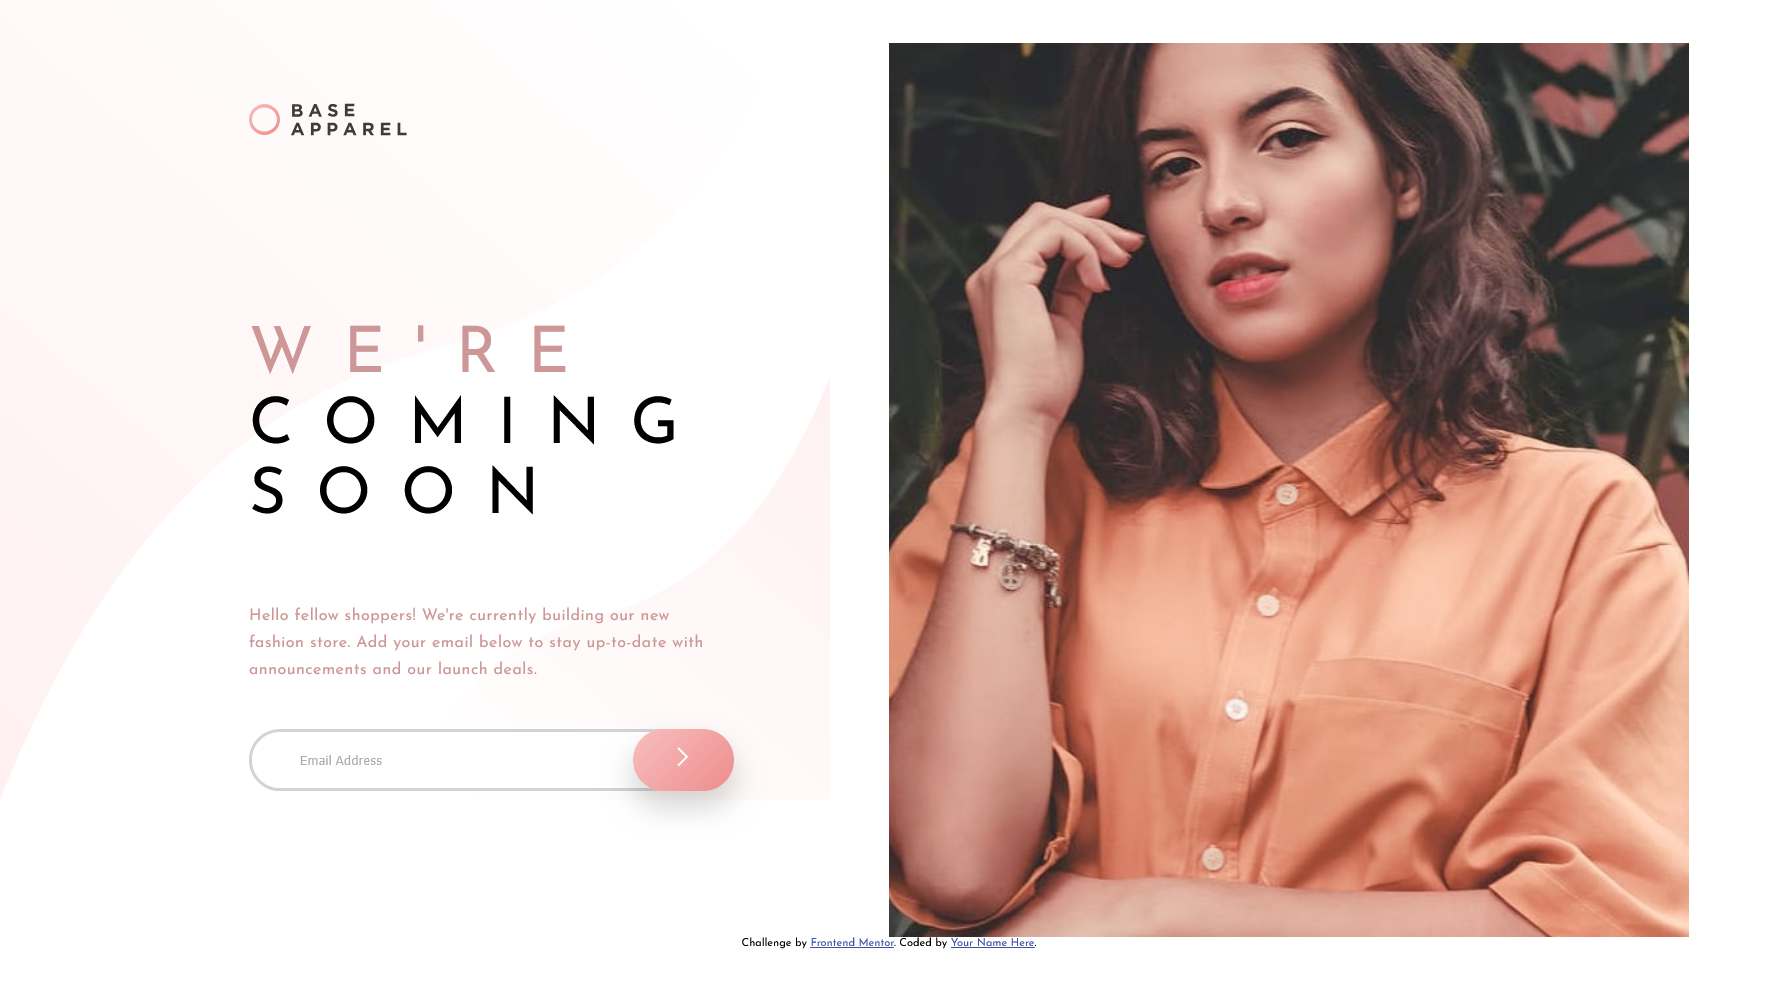 BASE
APPAREL
WE'RE
COMING
SOON
Hello fellow shoppers! We're currently building our new
fashion store. Add your email below to stay up-to-date with
announcements and our launch deals.
Email Address
Challenge by Frontend Mentor. Coded by Your Name Here.